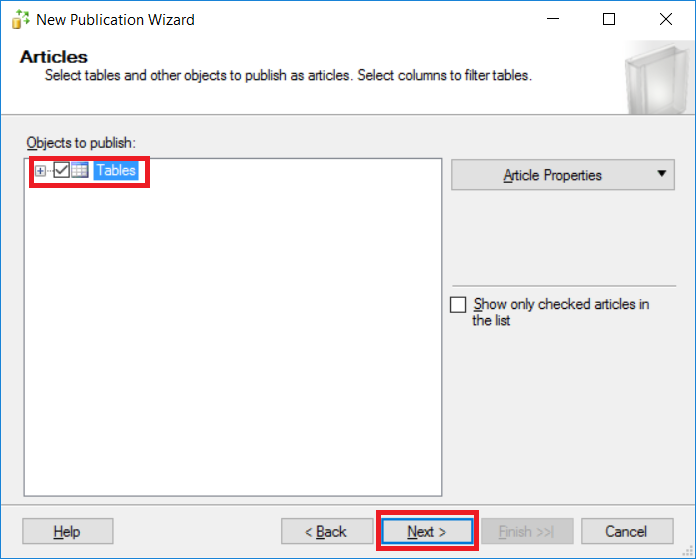 New Publication Wizard
Articles
Select tables and other objects to publish as articles. Select columns to filter tables.
Objects to publish:
Tables
Article Properties
Show only checked articles in
the list
Help
< Back
Next >
Finish >>|
Cancel